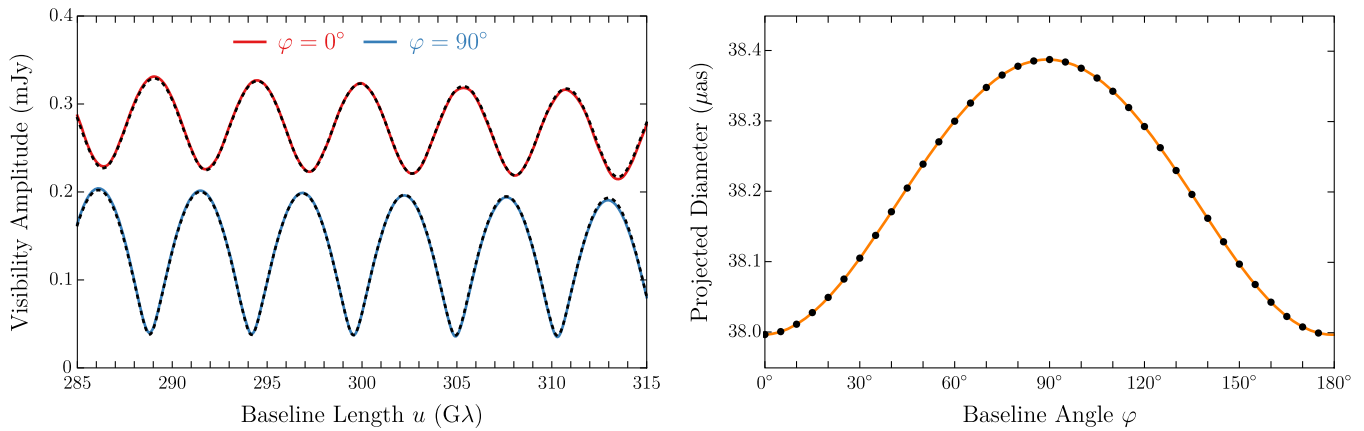 0.4
0.3
0.2
0.1
0
Visibility Amplitude (mJy)
φ = 0° φ = 90°
285 290 295 300 305 310 315
Baseline Length u (Gλ)
38.4
38.3
38.2
38.1
38.0
Projected Diameter (μas)
0° 30° 60° 90° 120° 150° 180°
Baseline Angle φ